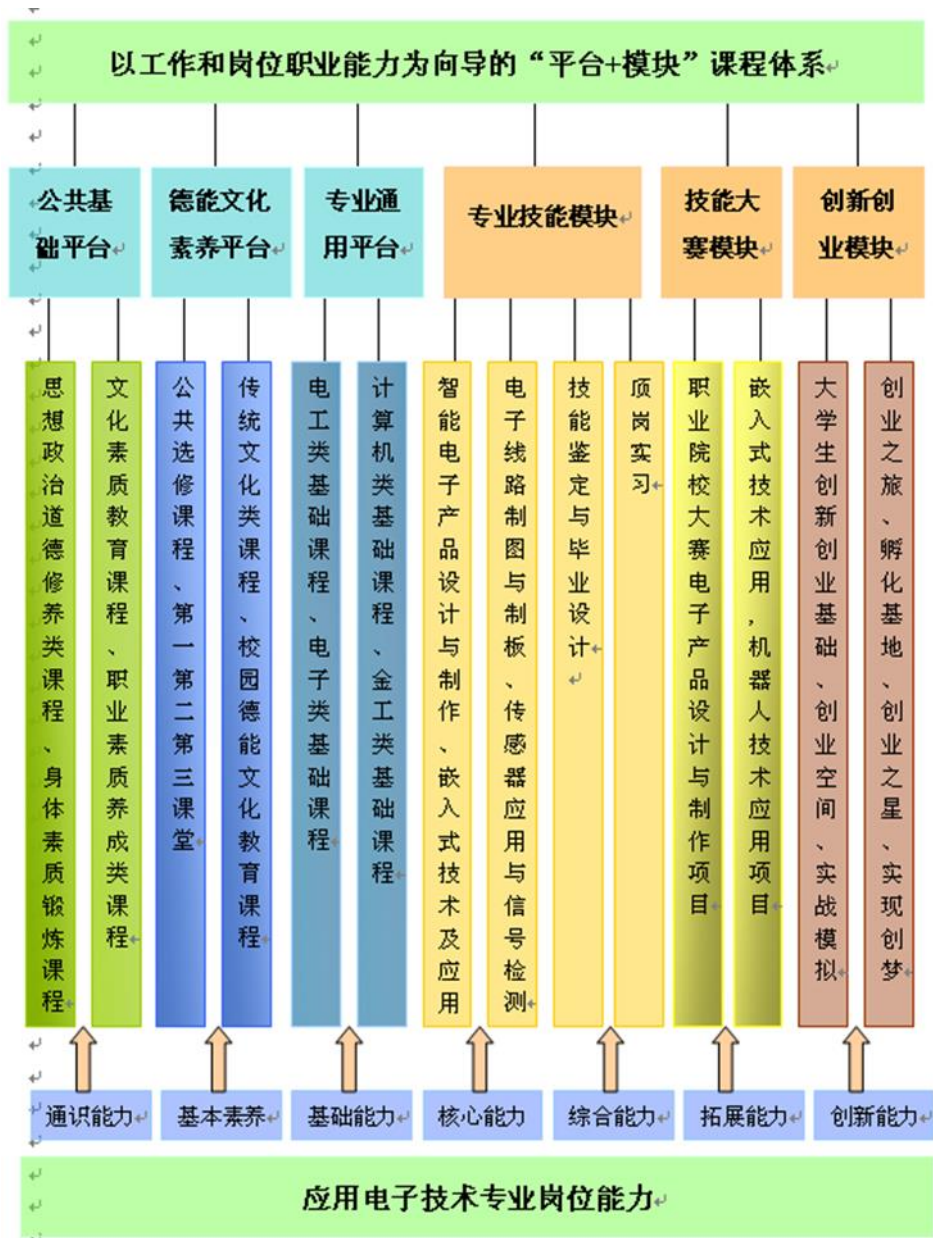 以工作和岗位职业能力为向导的“平台+模块”课程体系
公共基
础平台
德能文化
素养平台
专业通
用平台
专业技能模块
技能大
赛模块
创新创
业模块
思想政治道德修养类课程、身体素质锻炼课程
文化素质教育课程、职业素质养成类课程
公共选修课程、第一第二第三课堂
传统文化类课程、校园德能文化教育课程
电工类基础课程、电子类基础课程
计算机类基础课程、金工类基础课程
智能电子产品设计与制作、嵌入式技术及应用
电子线路制图与制板、传感器应用与信号检测
技能鉴定与毕业设计
顶岗实习
职业院校大赛电子产品设计与制作项目
嵌入式技术应用,机器人技术应用项目
大学生创新创业基础、创业空间、实战模拟
创业之旅、孵化基地、创业之星、实现创梦
通识能力
基本素养
基础能力
核心能力
综合能力
拓展能力
创新能力
应用电子技术专业岗位能力